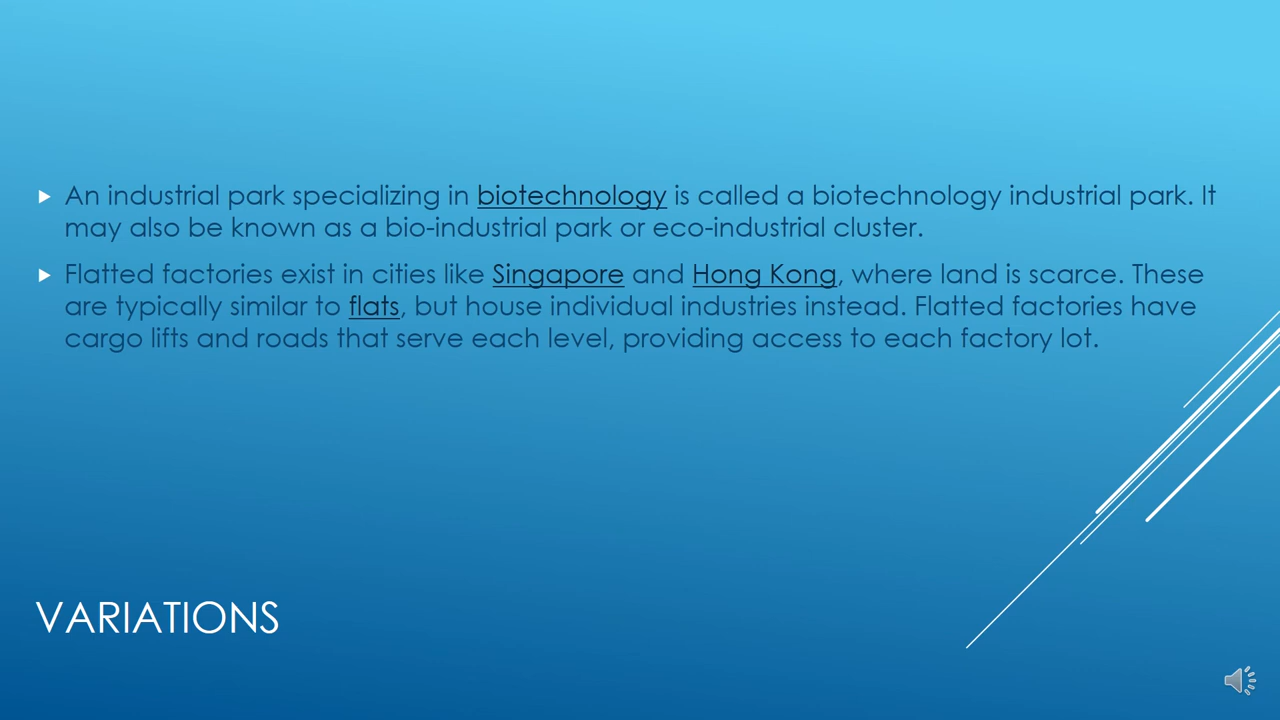 An industrial park specializing in biotechnology is called a biotechnology industrial park. It
may also be known as a bio-industrial park or eco-industrial cluster.
Flatted factories exist in cities like Singapore and Hong Kong, where land is scarce. These
are typically similar to flats, but house individual industries instead. Flatted factories have
cargo lifts and roads that serve each level, providing access to each factory lot.
VARIATIONS